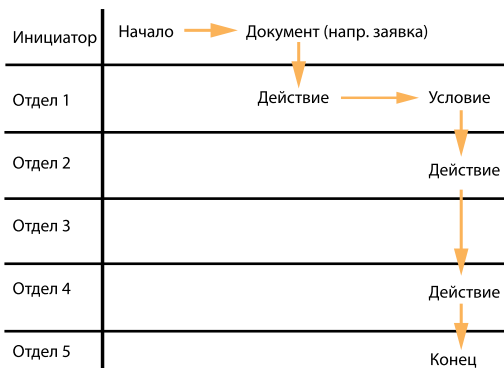 Инициатор Начало Документ (напр. заявка)
Отдел 1 Действие Условие
Отдел 2 Действие
Отдел 3
Отдел 4 Действие
Отдел 5 Конец